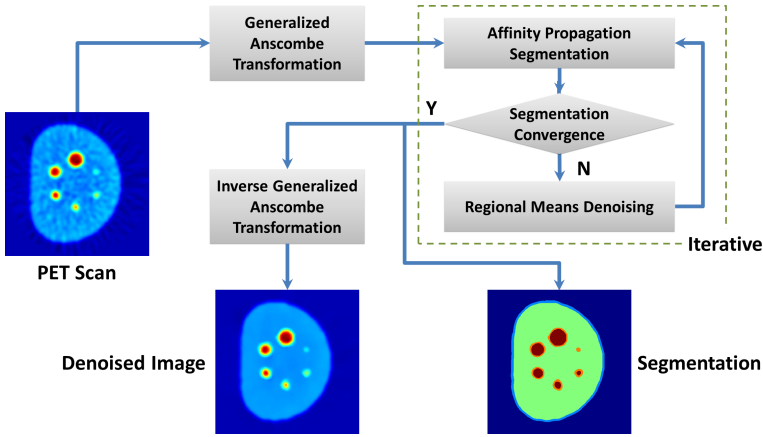 Generalized
Anscombe
Transformation
Affinity Propagation
Segmentation
Y
Segmentation
Convergence
N
Inverse Generalized
Anscombe
Transformation
Regional Means Denoising
Iterative
PET Scan
Denoised Image
Segmentation